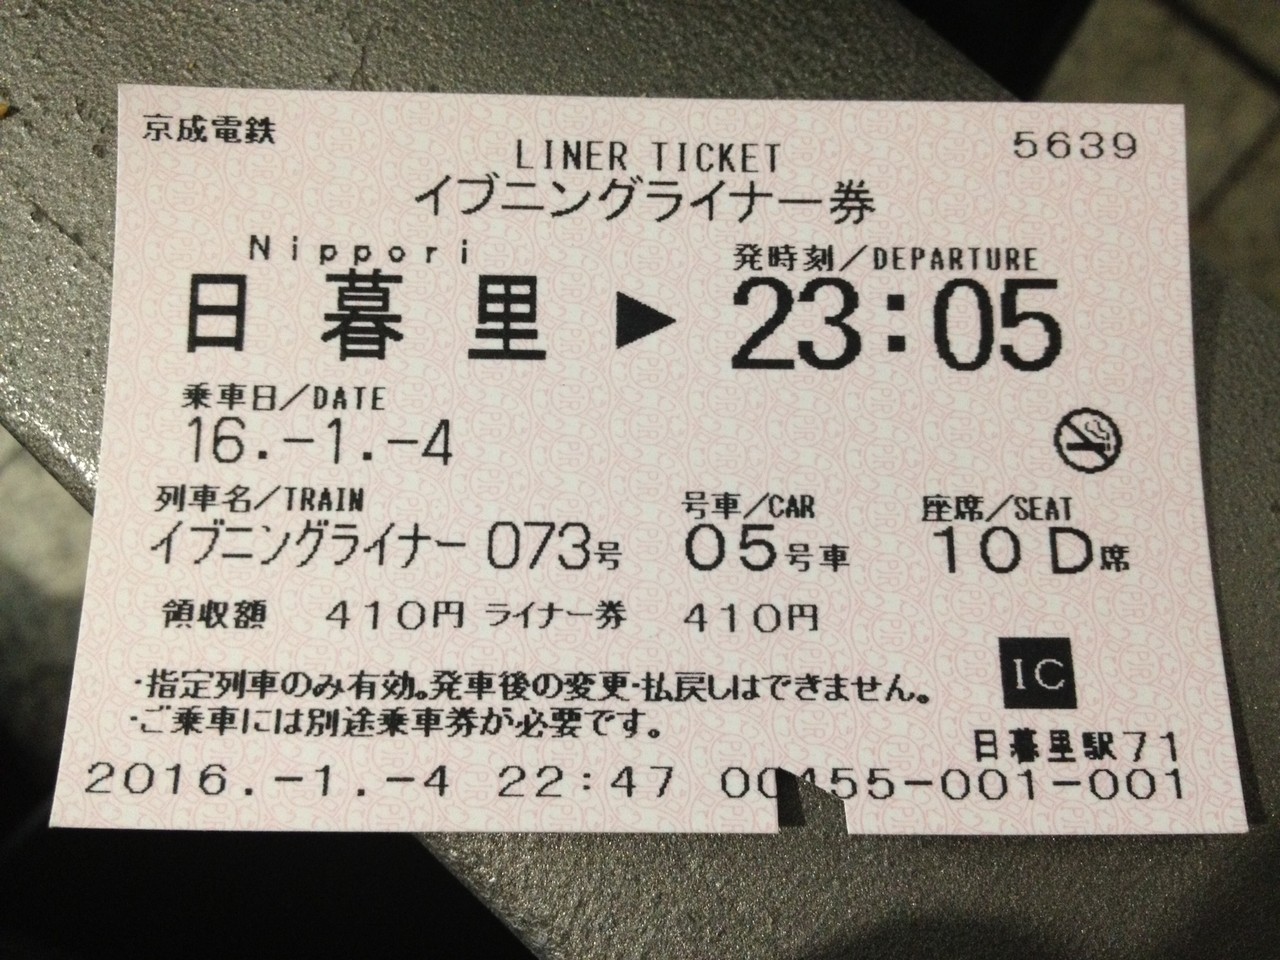 京成電鉄
5639
LINER TICKET
イブニングライナー券
Nippori
日暮里 ▶
発時刻/DEPARTURE
23:05
乗車日/DATE
16.-1.-4
列車名/TRAIN 号車/CAR 座席/SEAT
イブニングライナー 073号 05号車 10 D席
領収額 410円 ライナー券 410円
IC
・指定列車のみ有効。発車後の変更・払戻しはできません。
・ご乗車には別途乗車券が必要です。
日暮里駅71
2016.-1.-4 22:47 00455-001-001